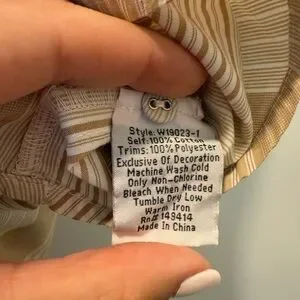 Style: W19023-1
Self:100% Cotton
Trims:100% Polyester
Exclusive Of Decoration
Machine Wash Cold
Only Non-Chlorine
Bleach When Needed
Tumble Dry Low
Warm Iron
Rn# 149414
Made In China